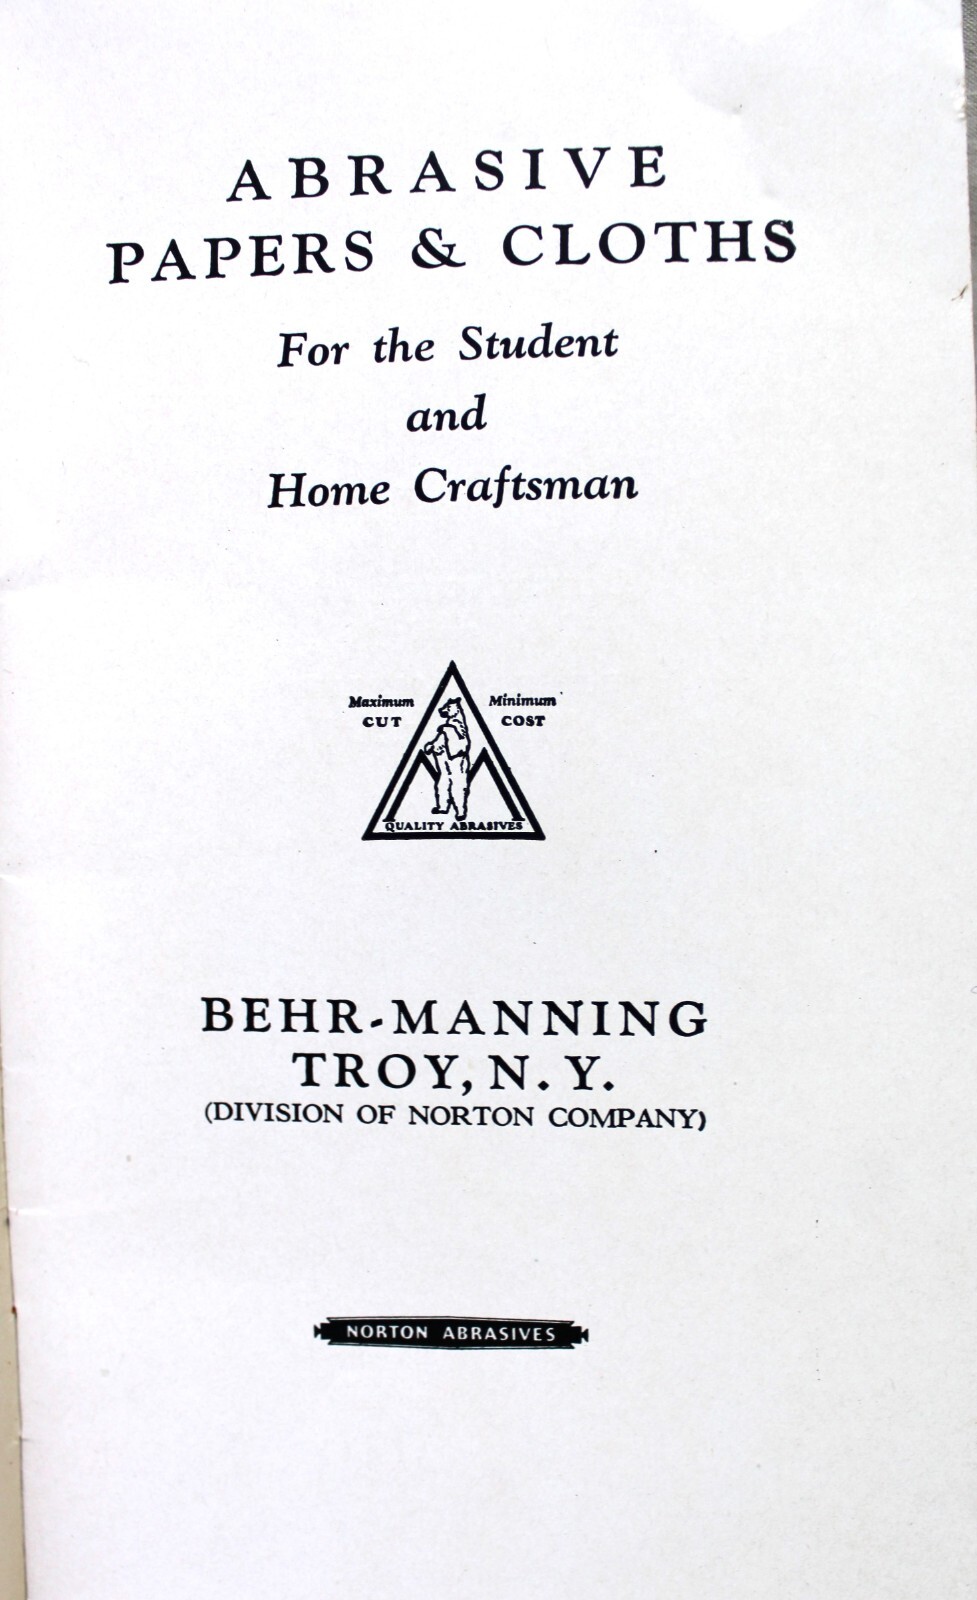 ABRASIVE
PAPERS & CLOTHS
For the Student
and
Home Craftsman
Maximum Minimum
CUT COST
QUALITY ABRASIVES
BEHR-MANNING
TROY, N. Y.
(DIVISION OF NORTON COMPANY)
NORTON ABRASIVES